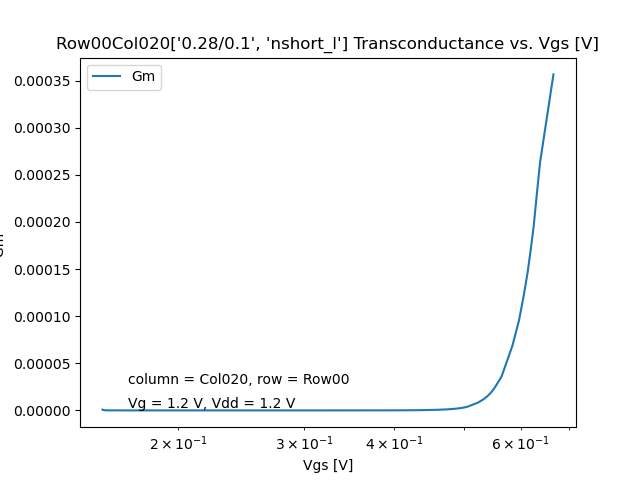 Row00Col020['0.28/0.1', 'nshort_l'] Transconductance vs. Vgs [V]
Gm
0.00035
0.00030
0.00025
0.00020
0.00015
0.00010
0.00005
0.00000
column = Col020, row = Row00
Vg = 1.2 V, Vdd = 1.2 V
2 × 10⁻¹
3 × 10⁻¹
4 × 10⁻¹
6 × 10⁻¹
Vgs [V]